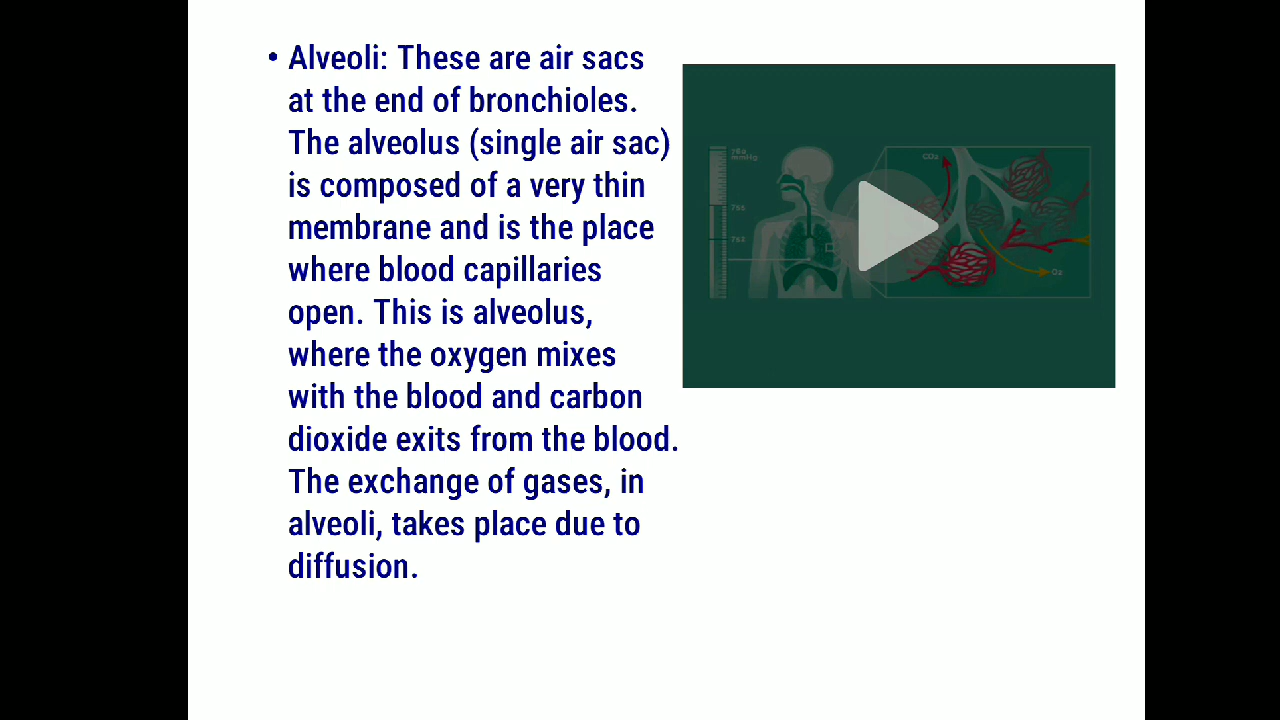 • Alveoli: These are air sacs
at the end of bronchioles.
The alveolus (single air sac)
is composed of a very thin
membrane and is the place
where blood capillaries
open. This is alveolus,
where the oxygen mixes
with the blood and carbon
dioxide exits from the blood.
The exchange of gases, in
alveoli, takes place due to
diffusion.
mmHg
CO2
O2